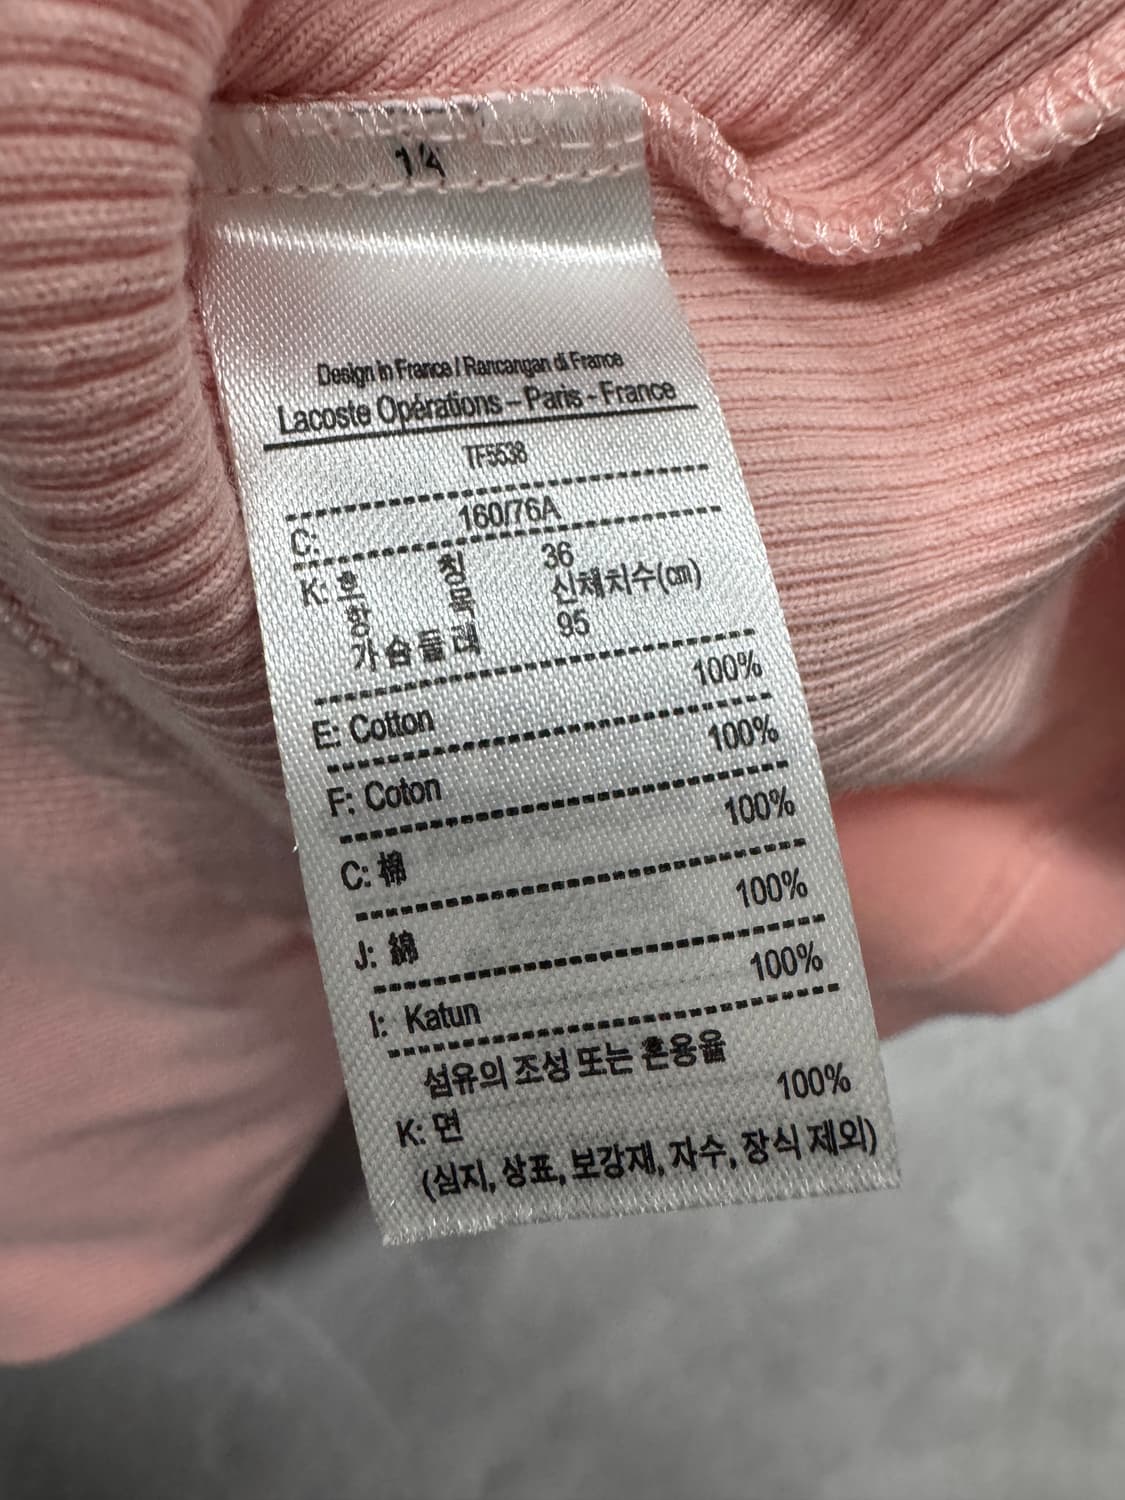 14
Design in France / Rancangan di France
Lacoste Opérations – Paris - France
TF5538
C: 160/76A
K: 호 칭 36
항 목 신체치수(㎝)
가슴둘레 95
E: Cotton 100%
F: Coton 100%
C: 棉 100%
J: 綿 100%
I: Katun 100%
섬유의 조성 또는 혼용율
K: 면 100%
(심지, 상표, 보강재, 자수, 장식 제외)